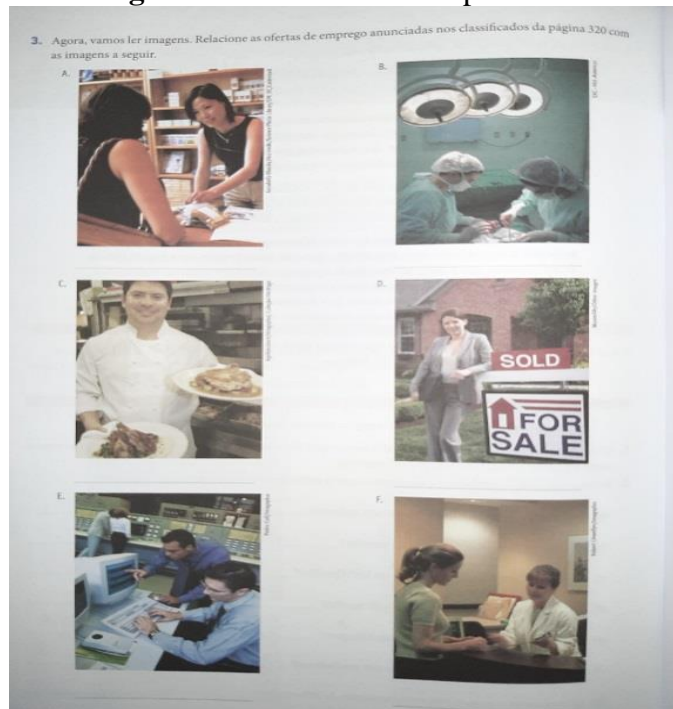 3. Agora, vamos ler imagens. Relacione as ofertas de emprego anunciadas nos classificados da página 320 com
as imagens a seguir.
A.
B.
C.
D.
SOLD
FOR
SALE
E.
F.